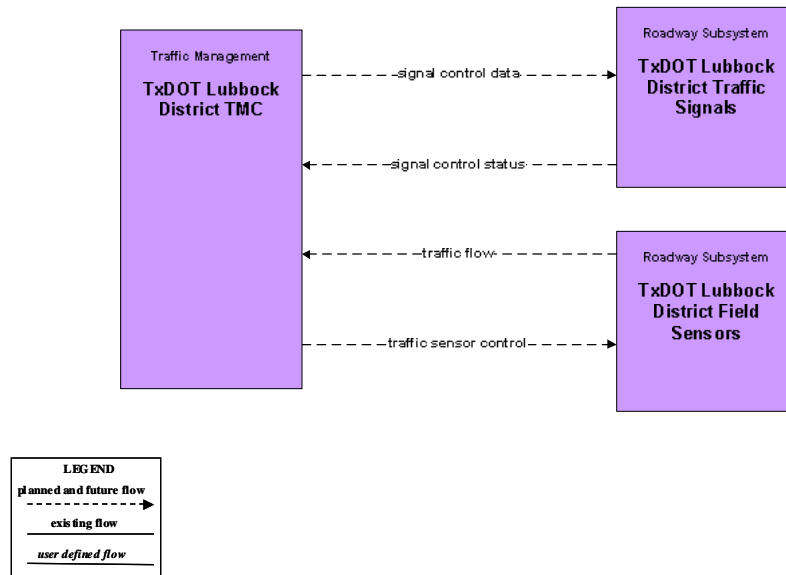 Traffic Management
TxDOT Lubbock
District TMC
signal control data
signal control status
traffic flow
traffic sensor control
Roadway Subsystem
TxDOT Lubbock
District Traffic
Signals
Roadway Subsystem
TxDOT Lubbock
District Field
Sensors
LEGEND
planned and future flow
existing flow
user defined flow